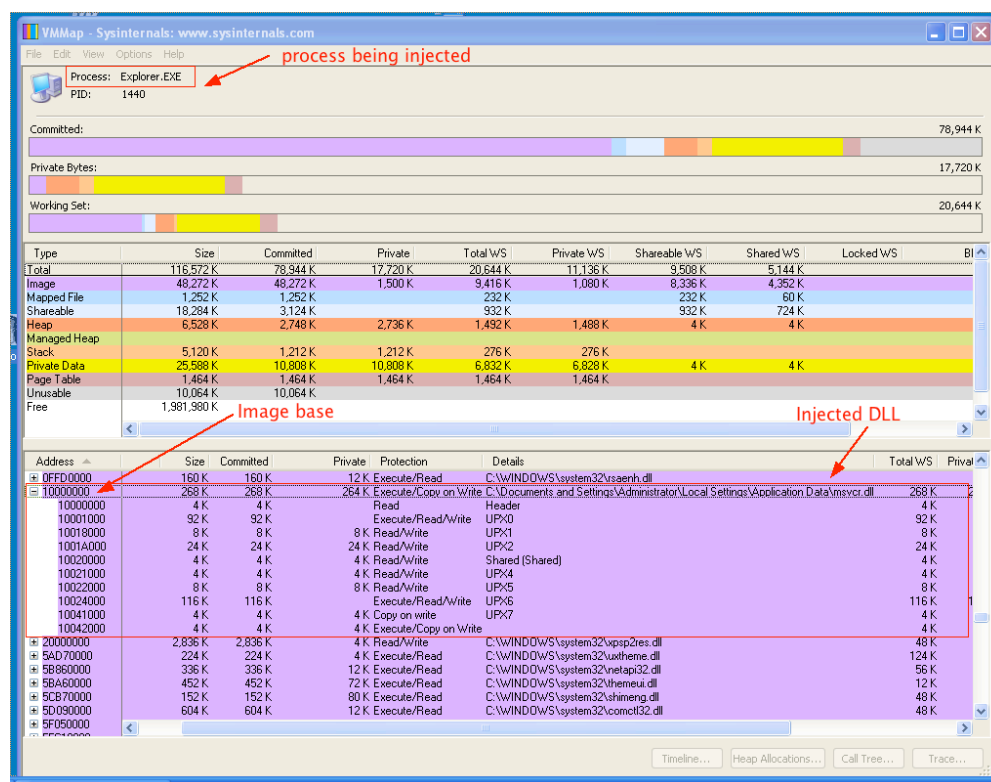 VMMap - Sysinternals: www.sysinternals.com
File Edit View Options Help
process being injected
Process: Explorer.EXE
PID: 1440
Committed: 78,944 K
Private Bytes: 17,720 K
Working Set: 20,644 K
Type Size Committed Private Total WS Private WS Shareable WS Shared WS Locked WS Bl
Total 116,572 K 78,944 K 17,720 K 20,644 K 11,136 K 9,508 K 5,144 K
Image 48,272 K 48,272 K 1,500 K 9,416 K 1,080 K 8,336 K 4,352 K
Mapped File 1,252 K 1,252 K 232 K 232 K 60 K
Shareable 18,284 K 3,124 K 932 K 932 K 724 K
Heap 6,528 K 2,748 K 2,736 K 1,492 K 1,488 K 4 K 4 K
Managed Heap
Stack 5,120 K 1,212 K 1,212 K 276 K 276 K
Private Data 25,588 K 10,808 K 10,808 K 6,832 K 6,828 K 4 K 4 K
Page Table 1,464 K 1,464 K 1,464 K 1,464 K 1,464 K
Unusable 10,064 K 10,064 K
Free 1,981,980 K
Image base
Injected DLL
Address Size Committed Private Protection Details Total WS Privat
0FFD0000 160 K 160 K 12 K Execute/Read C:\WINDOWS\system32\rsaenh.dll
10000000 268 K 268 K 264 K Execute/Copy on Write C:\Documents and Settings\Administrator\Local Settings\Application Data\msvcr.dll 268 K 2
10000000 4 K 4 K Read Header 4 K
10001000 92 K 92 K Execute/Read/Write UPX0 92 K
10018000 8 K 8 K 8 K Read/Write UPX1 8 K
1001A000 24 K 24 K 24 K Read/Write UPX2 24 K
10020000 4 K 4 K 4 K Read/Write Shared (Shared) 4 K
10021000 4 K 4 K 4 K Read/Write UPX4 4 K
10022000 8 K 8 K 8 K Read/Write UPX5 8 K
10024000 116 K 116 K Execute/Read/Write UPX6 116 K 1
10041000 4 K 4 K 4 K Copy on write UPX7 4 K
10042000 4 K 4 K 4 K Execute/Copy on Write 4 K
20000000 2,836 K 2,836 K 4 K Read/Write C:\WINDOWS\system32\xpsp2res.dll 48 K
5AD70000 224 K 224 K 4 K Execute/Read C:\WINDOWS\system32\uxtheme.dll 124 K
5B860000 336 K 336 K 12 K Execute/Read C:\WINDOWS\system32\netapi32.dll 56 K
5BA60000 452 K 452 K 72 K Execute/Read C:\WINDOWS\system32\themeui.dll 12 K
5CB70000 152 K 152 K 80 K Execute/Read C:\WINDOWS\system32\shimeng.dll 48 K
5D090000 604 K 604 K 12 K Execute/Read C:\WINDOWS\system32\comctl32.dll 48 K
5F050000
Timeline... Heap Allocations... Call Tree... Trace...